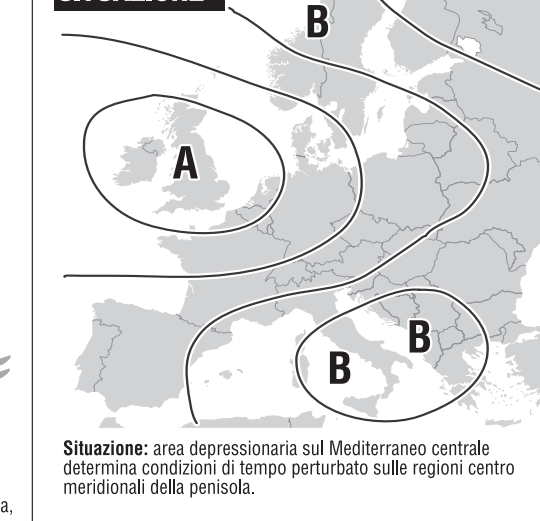 B
A
B
B
Situazione: area depressionaria sul Mediterraneo centrale
determina condizioni di tempo perturbato sulle regioni centro
meridionali della penisola.
a,